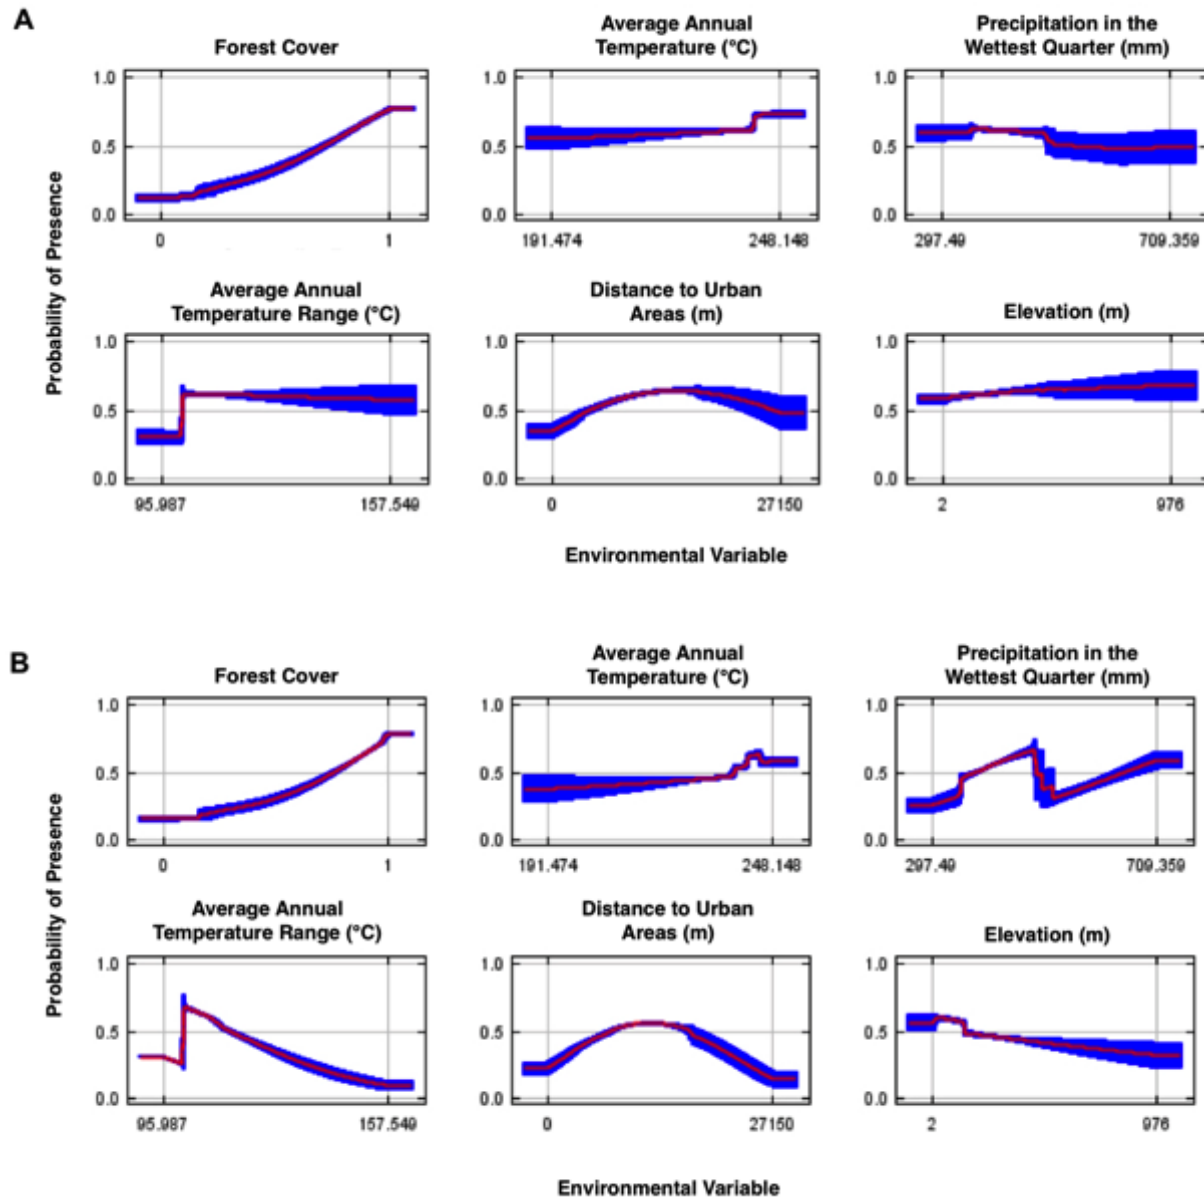 A
Forest Cover
Average Annual
Temperature (°C)
Precipitation in the
Wettest Quarter (mm)
Probability of Presence
1.0
0.5
0.0
0
1
1.0
0.5
0.0
191.474
248.148
1.0
0.5
0.0
297.49
709.359
Average Annual
Temperature Range (°C)
Distance to Urban
Areas (m)
Elevation (m)
1.0
0.5
0.0
95.987
157.549
1.0
0.5
0.0
0
27150
1.0
0.5
0.0
2
976
Environmental Variable
B
Forest Cover
Average Annual
Temperature (°C)
Precipitation in the
Wettest Quarter (mm)
Probability of Presence
1.0
0.5
0.0
0
1
1.0
0.5
0.0
191.474
248.148
1.0
0.5
0.0
297.49
709.359
Average Annual
Temperature Range (°C)
Distance to Urban
Areas (m)
Elevation (m)
1.0
0.5
0.0
95.987
157.549
1.0
0.5
0.0
0
27150
1.0
0.5
0.0
2
976
Environmental Variable